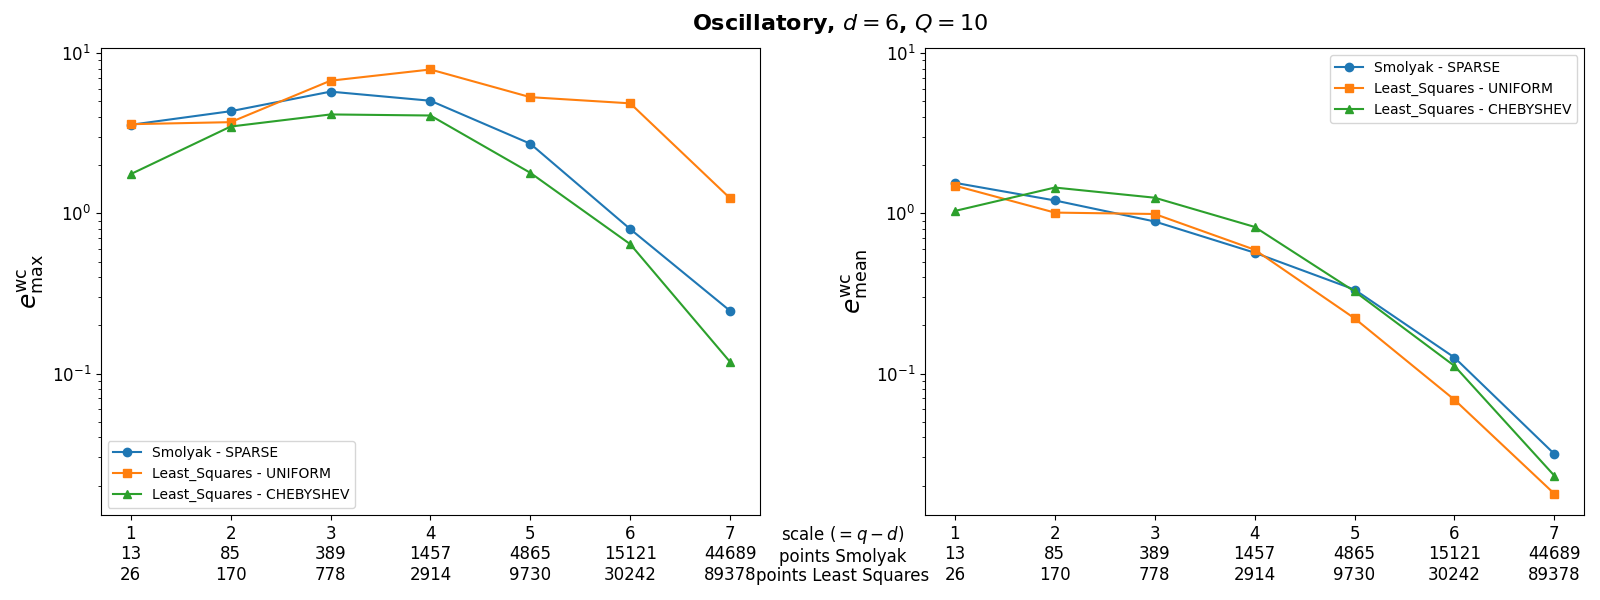 Oscillatory, d = 6, Q = 10
10¹
10⁰
10⁻¹
e^wc_max
Smolyak - SPARSE
Least_Squares - UNIFORM
Least_Squares - CHEBYSHEV
1 2 3 4 5 6 7
13 85 389 1457 4865 15121 44689
26 170 778 2914 9730 30242 89378
scale (= q − d)
points Smolyak
points Least Squares
10¹
10⁰
10⁻¹
e^wc_mean
Smolyak - SPARSE
Least_Squares - UNIFORM
Least_Squares - CHEBYSHEV
1 2 3 4 5 6 7
13 85 389 1457 4865 15121 44689
26 170 778 2914 9730 30242 89378